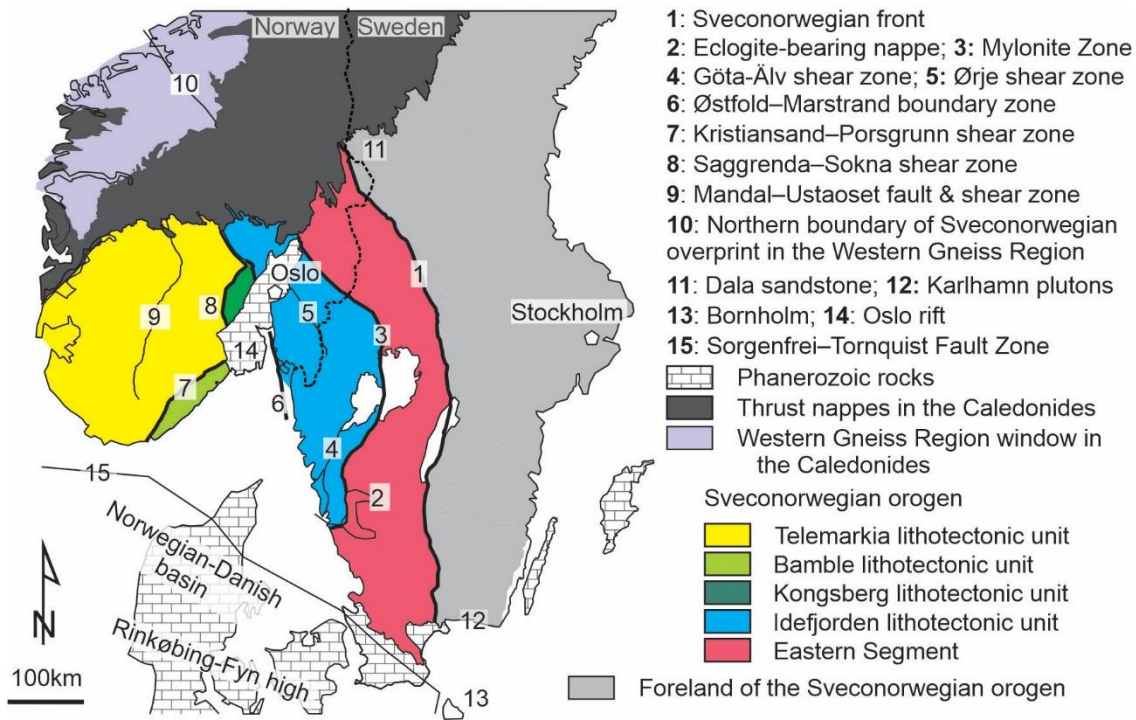 Norway Sweden
10
11
Oslo
1
8
5
Stockholm
9
3
14
7
6
4
15
2
Norwegian-Danish
basin
Rinkøbing-Fyn high
12
13
N
100km
1: Sveconorwegian front
2: Eclogite-bearing nappe; 3: Mylonite Zone
4: Göta-Älv shear zone; 5: Ørje shear zone
6: Østfold–Marstrand boundary zone
7: Kristiansand–Porsgrunn shear zone
8: Saggrenda–Sokna shear zone
9: Mandal–Ustaoset fault & shear zone
10: Northern boundary of Sveconorwegian
overprint in the Western Gneiss Region
11: Dala sandstone; 12: Karlhamn plutons
13: Bornholm; 14: Oslo rift
15: Sorgenfrei–Tornquist Fault Zone
Phanerozoic rocks
Thrust nappes in the Caledonides
Western Gneiss Region window in
the Caledonides
Sveconorwegian orogen
Telemarkia lithotectonic unit
Bamble lithotectonic unit
Kongsberg lithotectonic unit
Idefjorden lithotectonic unit
Eastern Segment
Foreland of the Sveconorwegian orogen